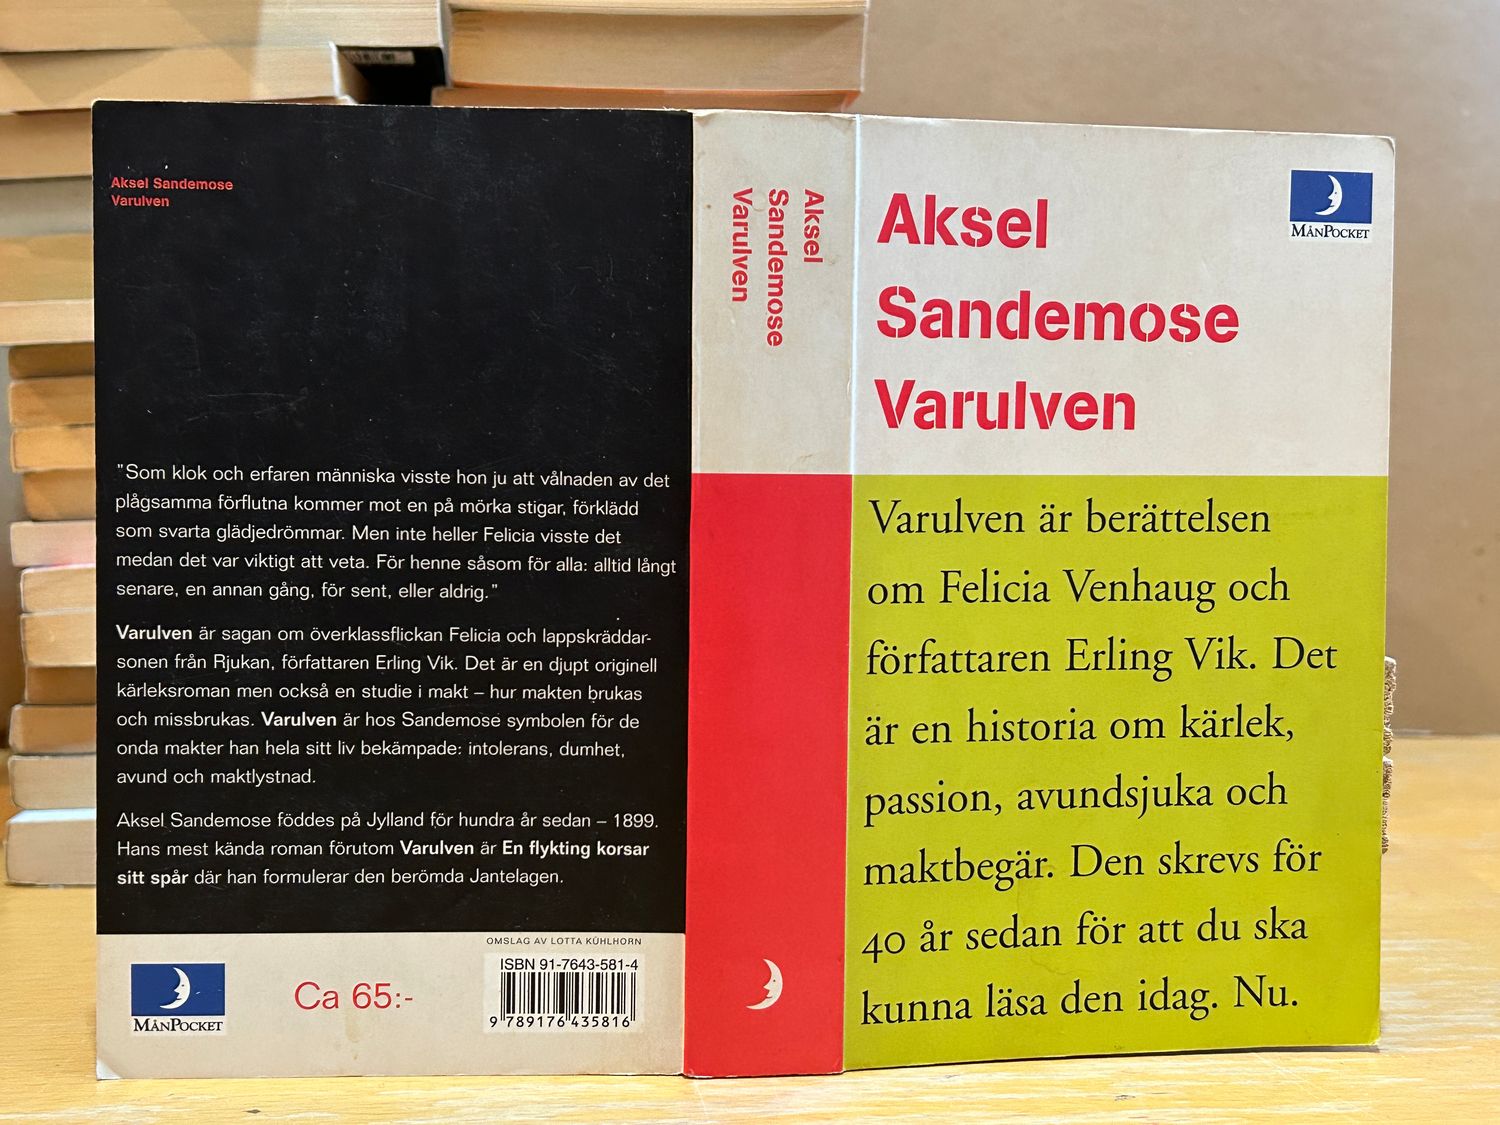 Aksel Sandemose
Varulven
"Som klok och erfaren människa visste hon ju att vålnaden av det
plågsamma förflutna kommer mot en på mörka stigar, förklädd
som svarta glädjedrömmar. Men inte heller Felicia visste det
medan det var viktigt att veta. För henne såsom för alla: alltid långt
senare, en annan gång, för sent, eller aldrig."
Varulven är sagan om överklassflickan Felicia och lappskräddar-
sonen från Rjukan, författaren Erling Vik. Det är en djupt originell
kärleksroman men också en studie i makt – hur makten brukas
och missbrukas. Varulven är hos Sandemose symbolen för de
onda makter han hela sitt liv bekämpade: intolerans, dumhet,
avund och maktlystnad.
Aksel Sandemose föddes på Jylland för hundra år sedan – 1899.
Hans mest kända roman förutom Varulven är En flykting korsar
sitt spår där han formulerar den berömda Jantelagen.
OMSLAG AV LOTTA KÜHLHORN
MÅNPOCKET
Ca 65:-
ISBN 91-7643-581-4
9 789176 435816
Aksel
Sandemose
Varulven
MÅNPOCKET
Aksel
Sandemose
Varulven
Varulven är berättelsen
om Felicia Venhaug och
författaren Erling Vik. Det
är en historia om kärlek,
passion, avundsjuka och
maktbegär. Den skrevs för
40 år sedan för att du ska
kunna läsa den idag. Nu.